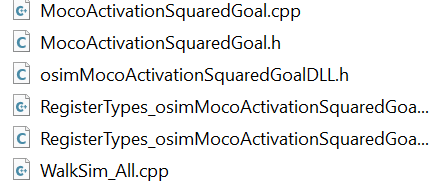 MocoActivationSquaredGoal.cpp
MocoActivationSquaredGoal.h
osimMocoActivationSquaredGoalDLL.h
RegisterTypes_osimMocoActivationSquaredGoa...
RegisterTypes_osimMocoActivationSquaredGoa...
WalkSim_All.cpp